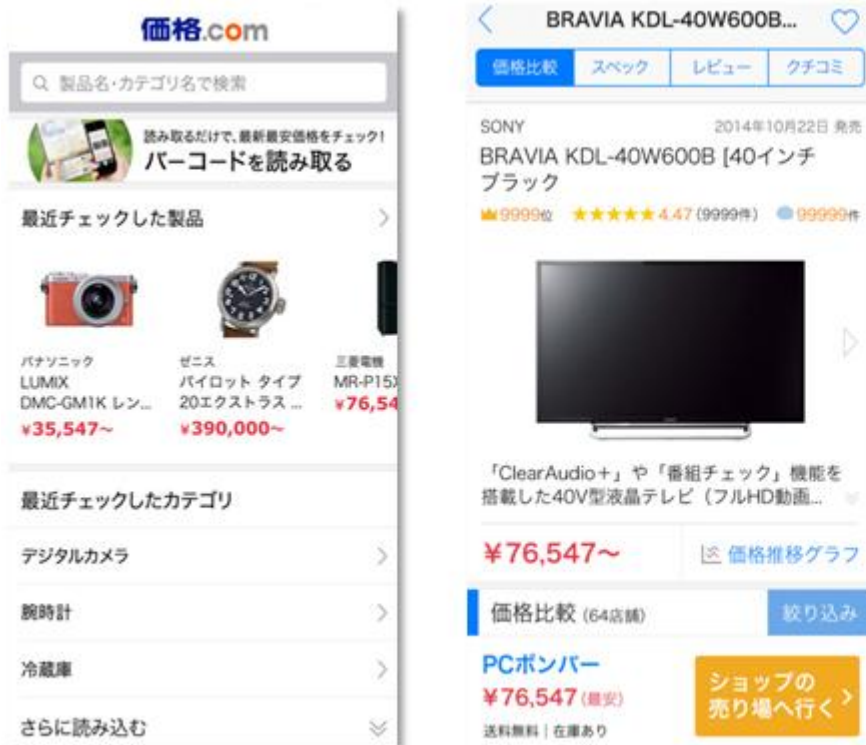 価格.com
製品名・カテゴリ名で検索
読み取るだけで、最新最安価格をチェック!
バーコードを読み取る
最近チェックした製品
パナソニック
LUMIX
DMC-GM1K レン...
¥35,547~
ゼニス
パイロット タイプ
20エクストラス ...
¥390,000~
三菱電機
MR-P15X
¥76,54
最近チェックしたカテゴリ
デジタルカメラ
腕時計
冷蔵庫
さらに読み込む
BRAVIA KDL-40W600B...
価格比較
スペック
レビュー
クチコミ
SONY
2014年10月22日 発売
BRAVIA KDL-40W600B [40インチ
ブラック
9999位 ★★★★★4.47 (9999件) 99999件
「ClearAudio+」や「番組チェック」機能を
搭載した40V型液晶テレビ(フルHD動画...
¥76,547~
価格推移グラフ
価格比較 (64店舗)
絞り込み
PCボンバー
¥76,547(最安)
送料無料|在庫あり
ショップの
売り場へ行く